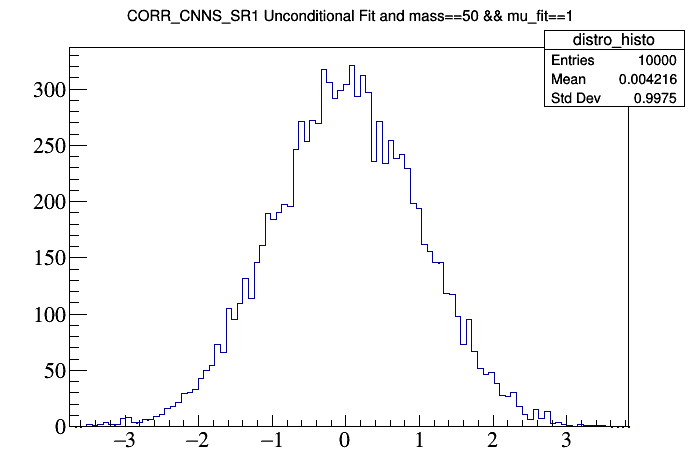 CORR_CNNS_SR1 Unconditional Fit and mass==50 && mu_fit==1
distro_histo
Entries 10000
Mean 0.004216
Std Dev 0.9975
300
250
200
150
100
50
0
−3 −2 −1 0 1 2 3